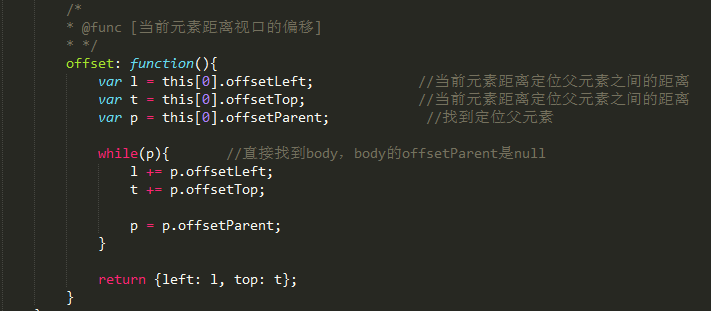 /*
* @func [当前元素距离视口的偏移]
* */
offset: function(){
var l = this[0].offsetLeft; //当前元素距离定位父元素之间的距离
var t = this[0].offsetTop; //当前元素距离定位父元素之间的距离
var p = this[0].offsetParent; //找到定位父元素
while(p){ //直接找到body，body的offsetParent是null
l += p.offsetLeft;
t += p.offsetTop;
p = p.offsetParent;
}
return {left: l, top: t};
}